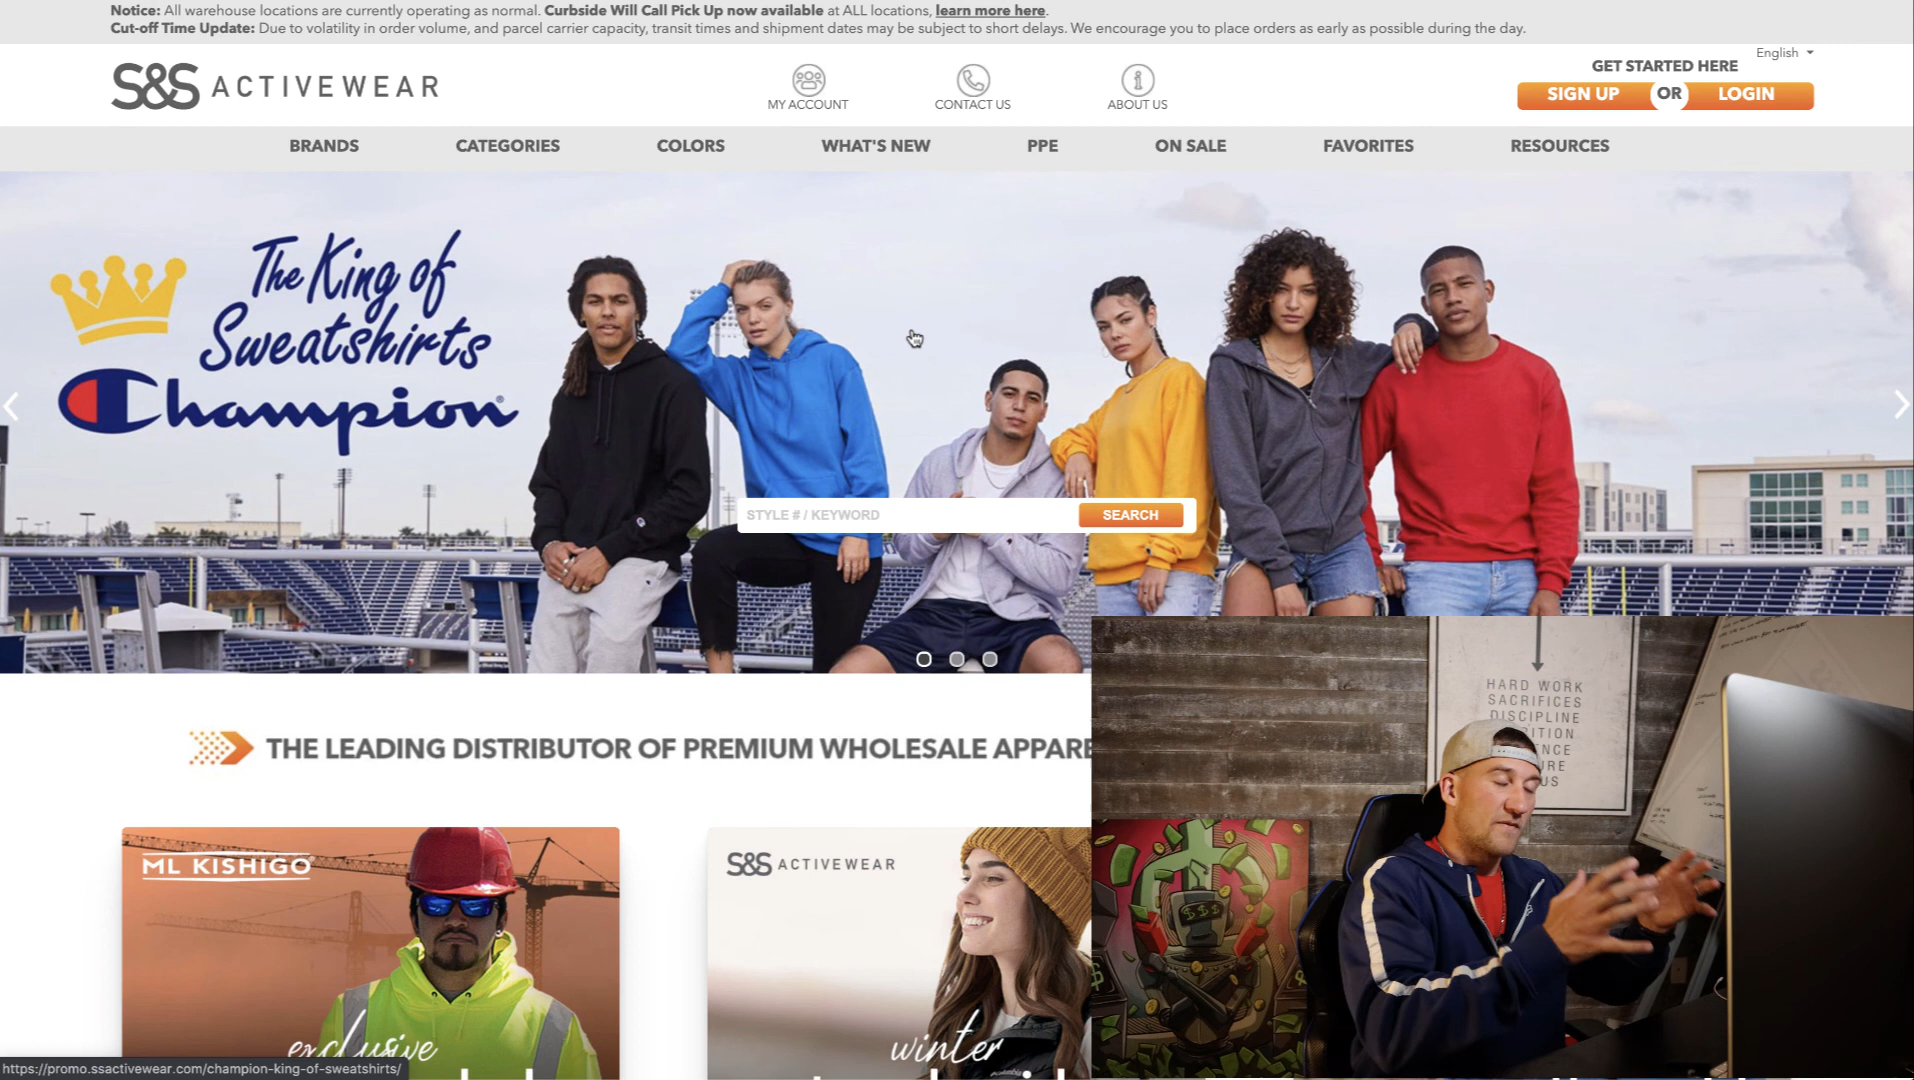 Notice: All warehouse locations are currently operating as normal. Curbside Will Call Pick Up now available at ALL locations, learn more here.
Cut-off Time Update: Due to volatility in order volume, and parcel carrier capacity, transit times and shipment dates may be subject to short delays. We encourage you to place orders as early as possible during the day.
English
S&S ACTIVEWEAR
MY ACCOUNT
CONTACT US
ABOUT US
GET STARTED HERE
SIGN UP OR LOGIN
BRANDS CATEGORIES COLORS WHAT'S NEW PPE ON SALE FAVORITES RESOURCES
The King of
Sweatshirts
Champion
STYLE # / KEYWORD SEARCH
THE LEADING DISTRIBUTOR OF PREMIUM WHOLESALE APPARE
ML KISHIGO
exclusive
S&S ACTIVEWEAR
winter
HARD WORK
SACRIFICES
DISCIPLINE
$$$
https://promo.ssactivewear.com/champion-king-of-sweatshirts/